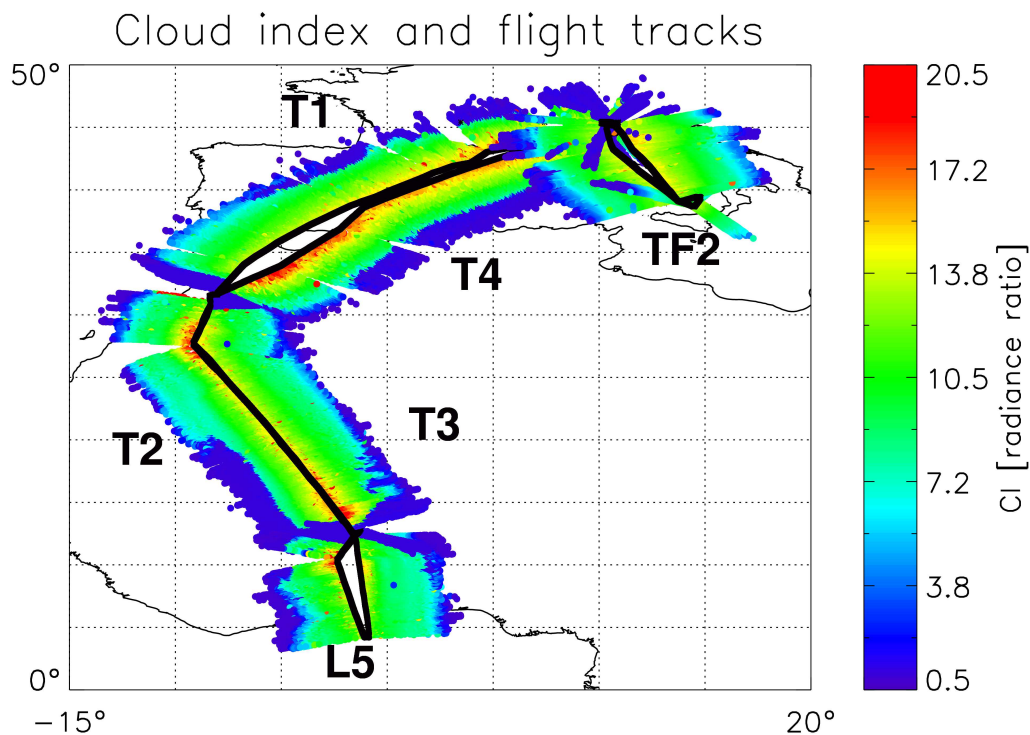 Cloud index and flight tracks
50°
T1
TF2
T4
T3
T2
L5
0°
-15°
20°
20.5
17.2
13.8
10.5
7.2
3.8
0.5
CI [radiance ratio]